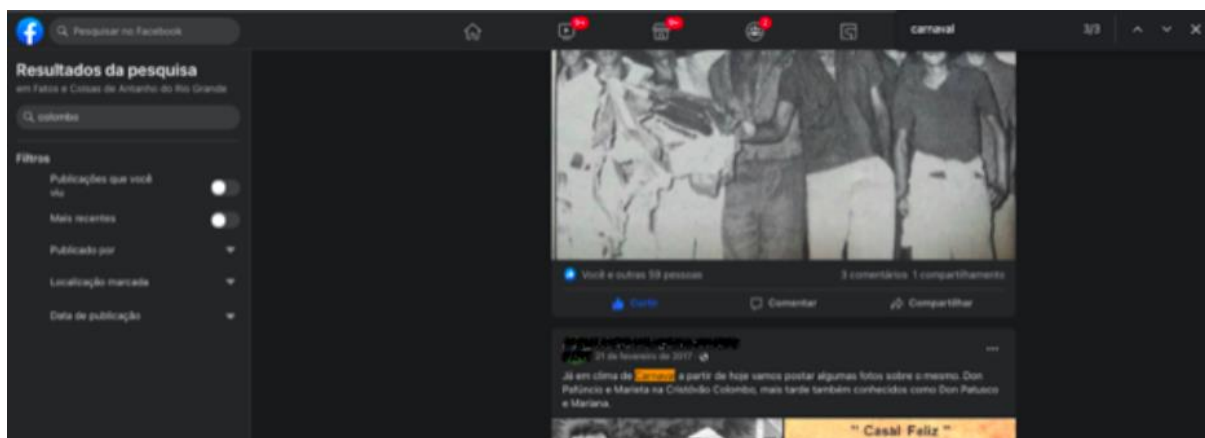 Pesquisar no Facebook
9+
9+
2
carnaval
3/3
Resultados da pesquisa
em Fatos e Coisas de Antanho do Rio Grande
colombo
Filtros
Publicações que você
viu
Mais recentes
Publicado por
Localização marcada
Data de publicação
Você e outras 59 pessoas
3 comentários 1 compartilhamento
Curtir
Comentar
Compartilhar
21 de fevereiro de 2017
Já em clima de Carnaval a partir de hoje vamos postar algumas fotos sobre o mesmo. Don
Pafúncio e Marieta na Cristóvão Colombo, mais tarde também conhecidos como Don Patusco
e Mariana.
" Casal Feliz "